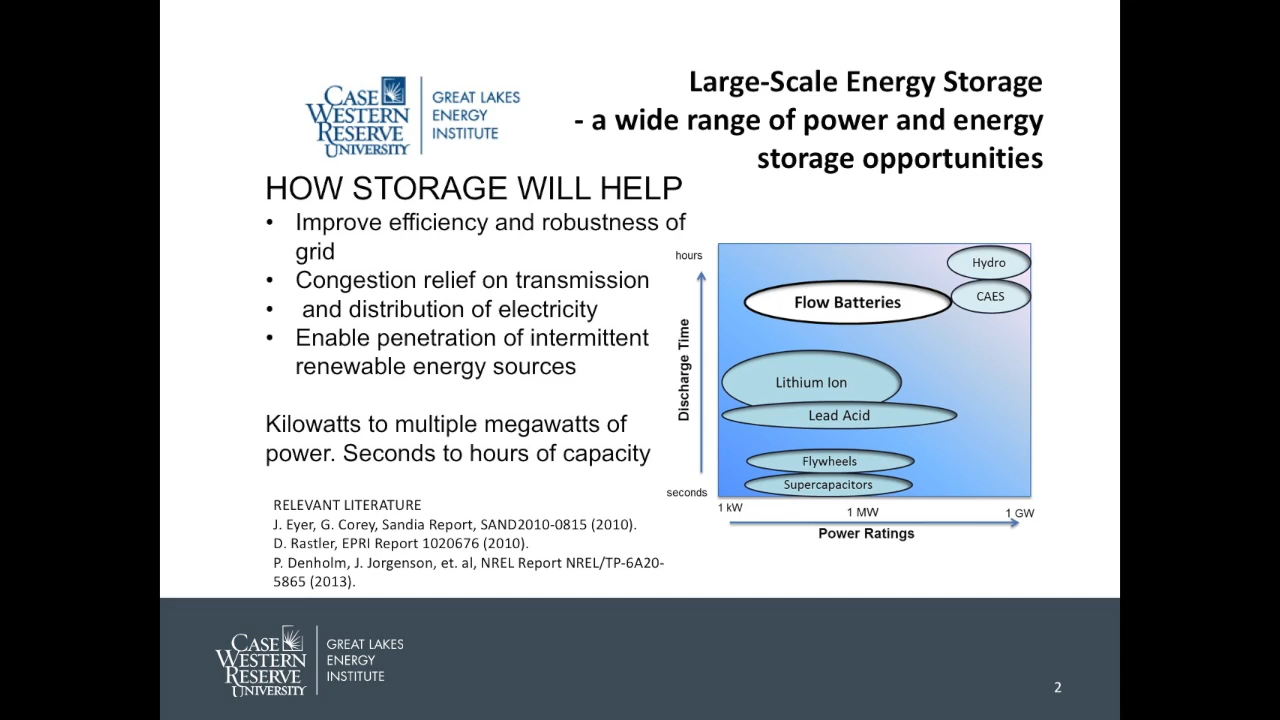 CASE
WESTERN
RESERVE
UNIVERSITY
GREAT LAKES
ENERGY
INSTITUTE
Large-Scale Energy Storage
- a wide range of power and energy
storage opportunities
HOW STORAGE WILL HELP
• Improve efficiency and robustness of
grid
• Congestion relief on transmission
• and distribution of electricity
• Enable penetration of intermittent
renewable energy sources
Kilowatts to multiple megawatts of
power. Seconds to hours of capacity
RELEVANT LITERATURE
J. Eyer, G. Corey, Sandia Report, SAND2010-0815 (2010).
D. Rastler, EPRI Report 1020676 (2010).
P. Denholm, J. Jorgenson, et. al, NREL Report NREL/TP-6A20-
5865 (2013).
hours
Discharge Time
seconds
Hydro
CAES
Flow Batteries
Lithium Ion
Lead Acid
Flywheels
Supercapacitors
1 kW
1 MW
1 GW
Power Ratings
CASE
WESTERN
RESERVE
UNIVERSITY
GREAT LAKES
ENERGY
INSTITUTE
2